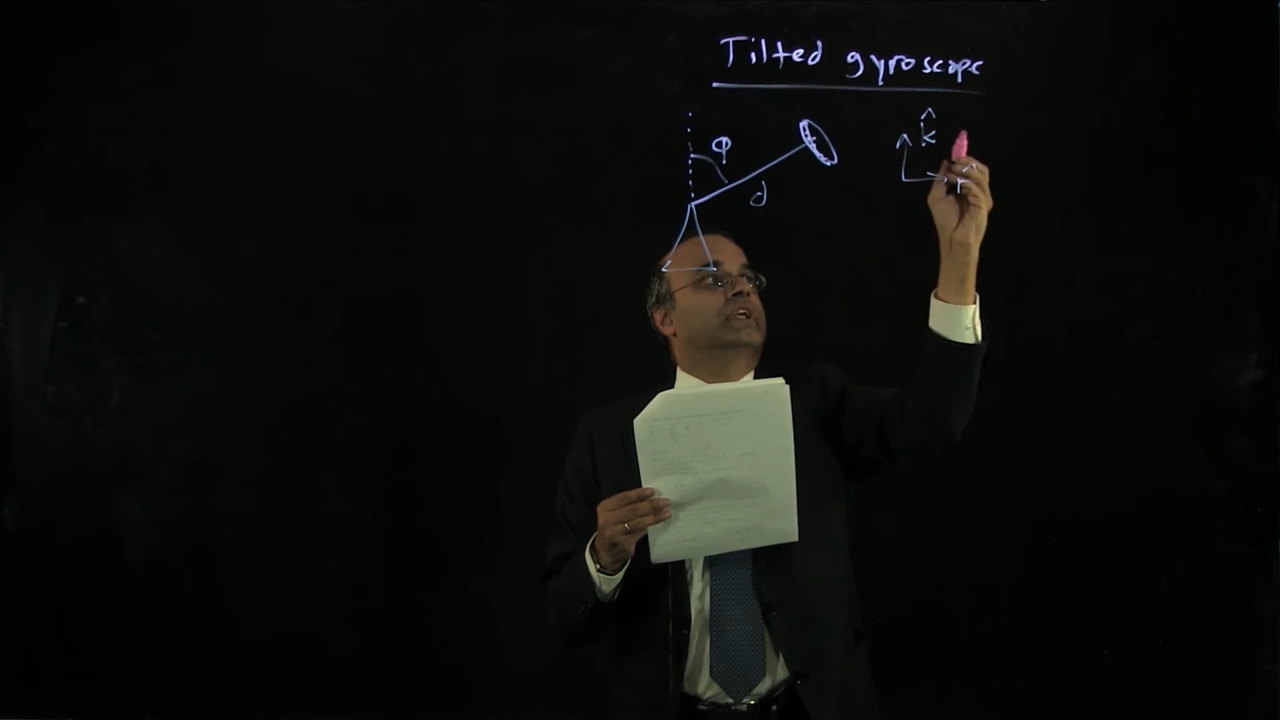 Tilted gyroscope
φ
k̂
d
r̂